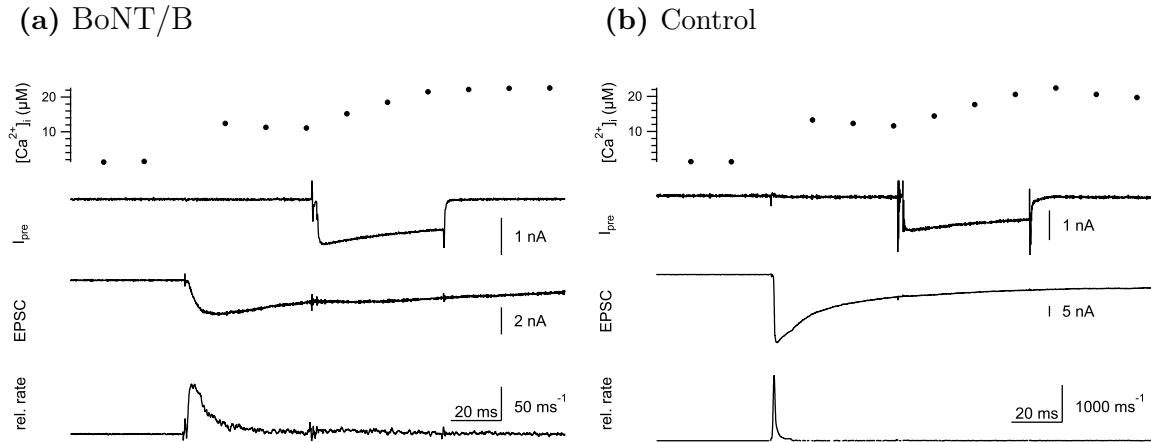 (a) BoNT/B
(b) Control
[Ca2+]i (µM)
20
10
Ipre
1 nA
EPSC
2 nA
rel. rate
20 ms
50 ms-1
[Ca2+]i (µM)
20
10
Ipre
1 nA
EPSC
5 nA
rel. rate
20 ms
1000 ms-1